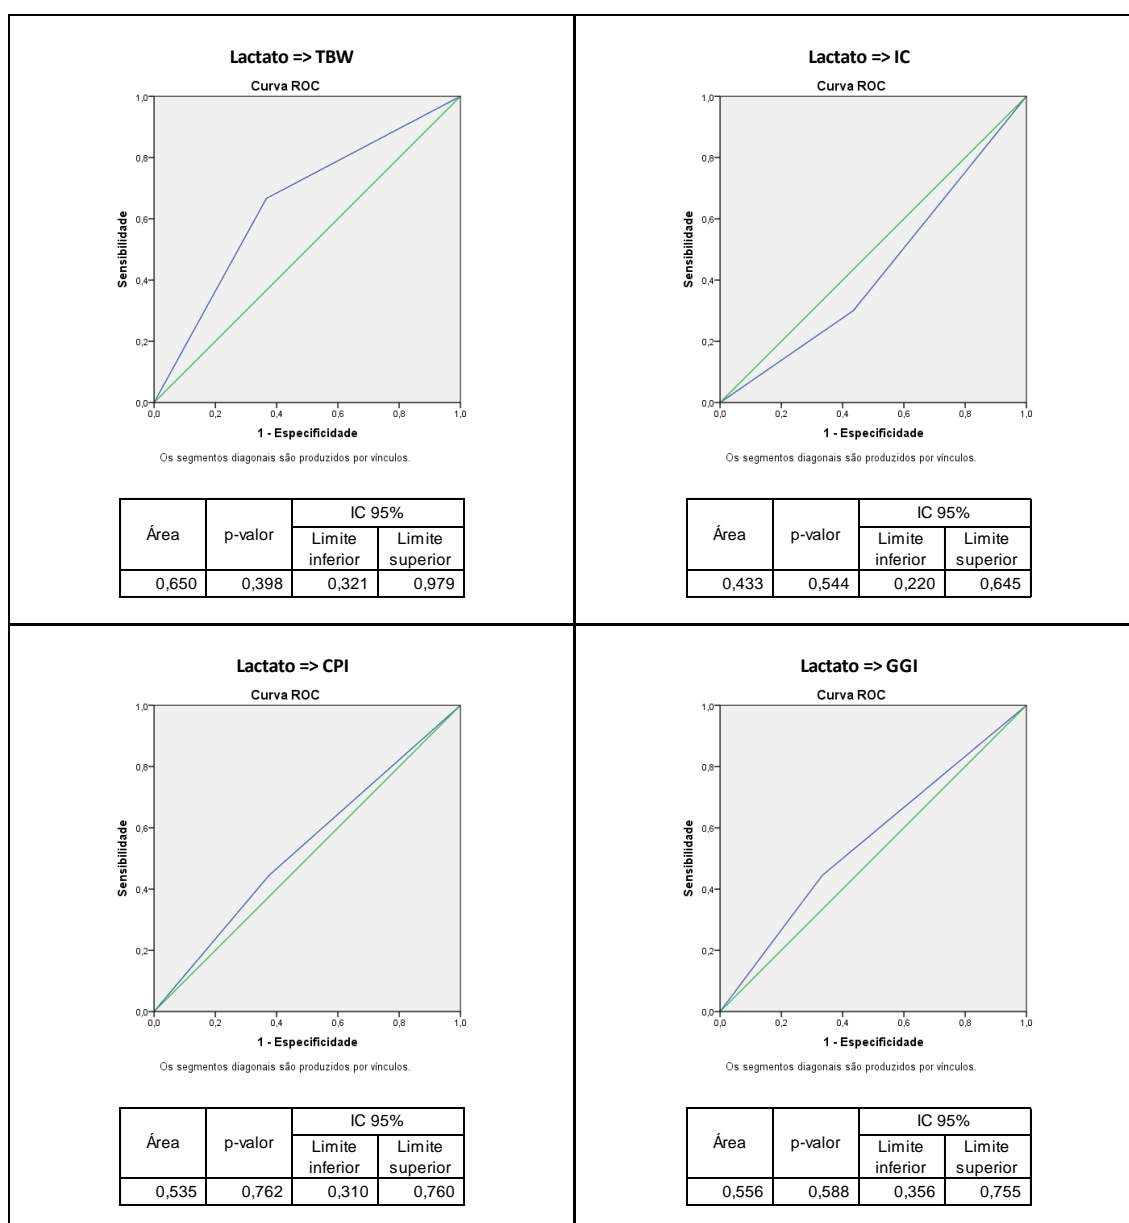 Lactato => TBW
Curva ROC
1,0
0,8
0,6
0,4
0,2
0,0
Sensibilidade
0,0 0,2 0,4 0,6 0,8 1,0
1 - Especificidade
Os segmentos diagonais são produzidos por vínculos.
Área p-valor IC 95%
Limite inferior Limite superior
0,650 0,398 0,321 0,979
Lactato => IC
Curva ROC
1,0
0,8
0,6
0,4
0,2
0,0
Sensibilidade
0,0 0,2 0,4 0,6 0,8 1,0
1 - Especificidade
Os segmentos diagonais são produzidos por vínculos.
Área p-valor IC 95%
Limite inferior Limite superior
0,433 0,544 0,220 0,645
Lactato => CPI
Curva ROC
1,0
0,8
0,6
0,4
0,2
0,0
Sensibilidade
0,0 0,2 0,4 0,6 0,8 1,0
1 - Especificidade
Os segmentos diagonais são produzidos por vínculos.
Área p-valor IC 95%
Limite inferior Limite superior
0,535 0,762 0,310 0,760
Lactato => GGI
Curva ROC
1,0
0,8
0,6
0,4
0,2
0,0
Sensibilidade
0,0 0,2 0,4 0,6 0,8 1,0
1 - Especificidade
Os segmentos diagonais são produzidos por vínculos.
Área p-valor IC 95%
Limite inferior Limite superior
0,556 0,588 0,356 0,755